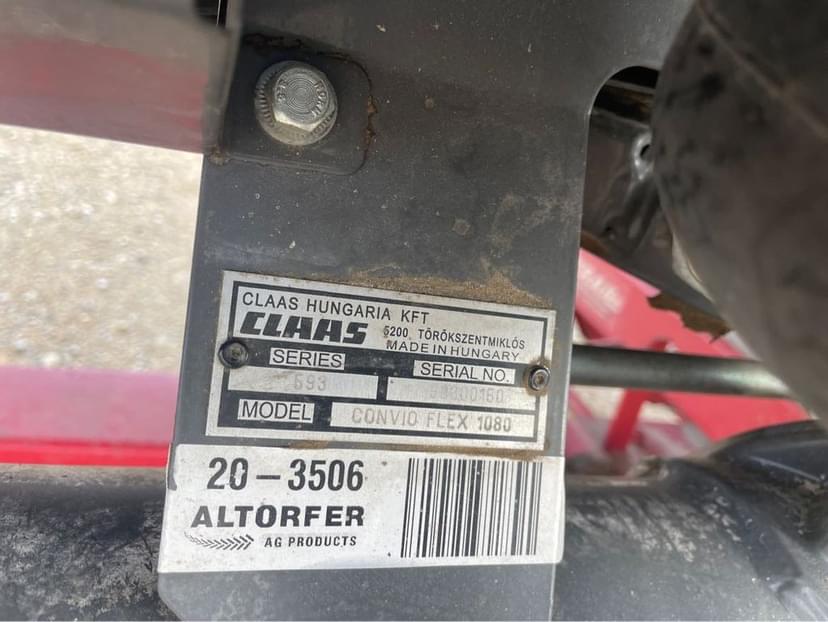 CLAAS HUNGARIA KFT
CLAAS 5200, TÖRÖKSZENTMIKLÓS
MADE IN HUNGARY
SERIES SERIAL NO.
593
MODEL CONVIO FLEX 1080
20-3506
ALTORFER
AG PRODUCTS